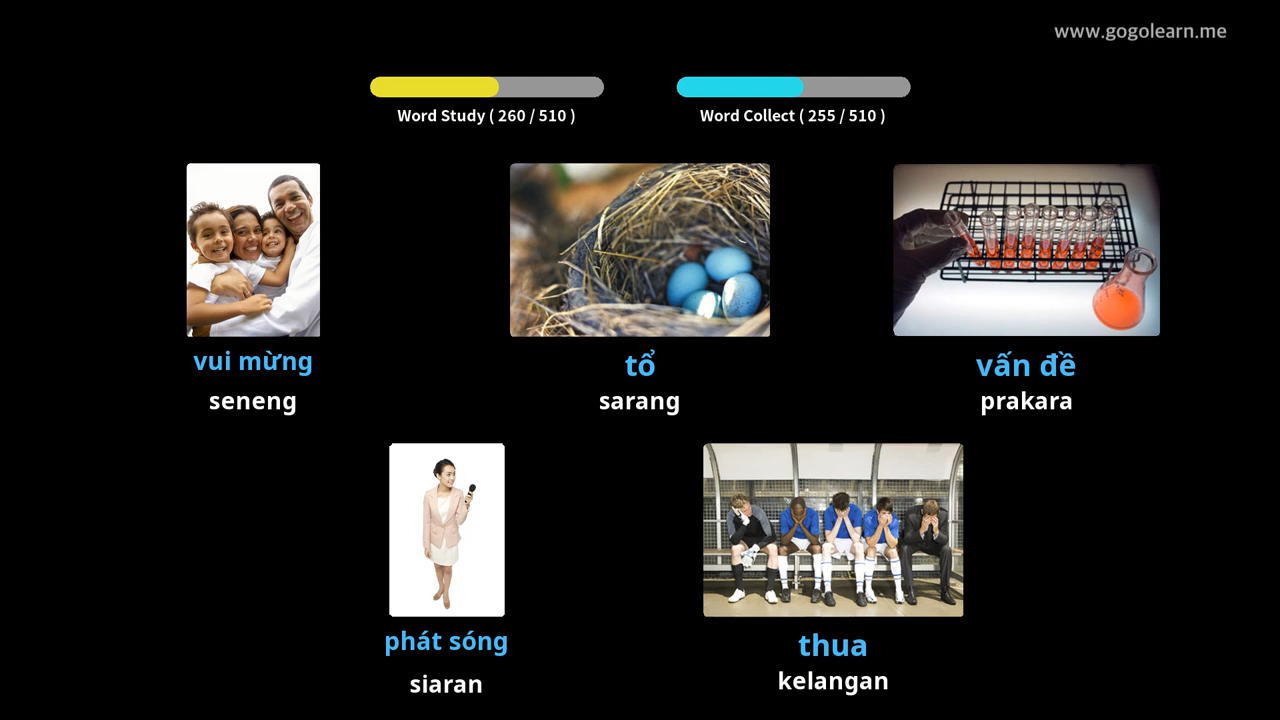 www.gogolearn.me
Word Study ( 260 / 510 )
Word Collect ( 255 / 510 )
vui mừng
seneng
tổ
sarang
vấn đề
prakara
phát sóng
siaran
thua
kelangan